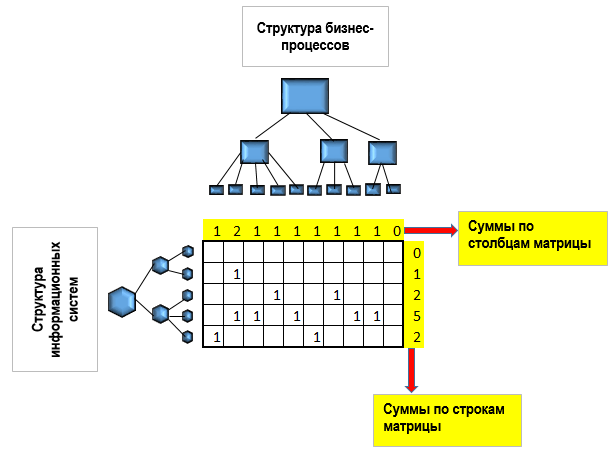 Структура бизнес-
процессов
1 2 1 1 1 1 1 1 1 0
Суммы по
столбцам матрицы
Структура
информационных
систем
0
1 1
1 1 2
1 1 1 1 1 5
1 1 2
Суммы по строкам
матрицы